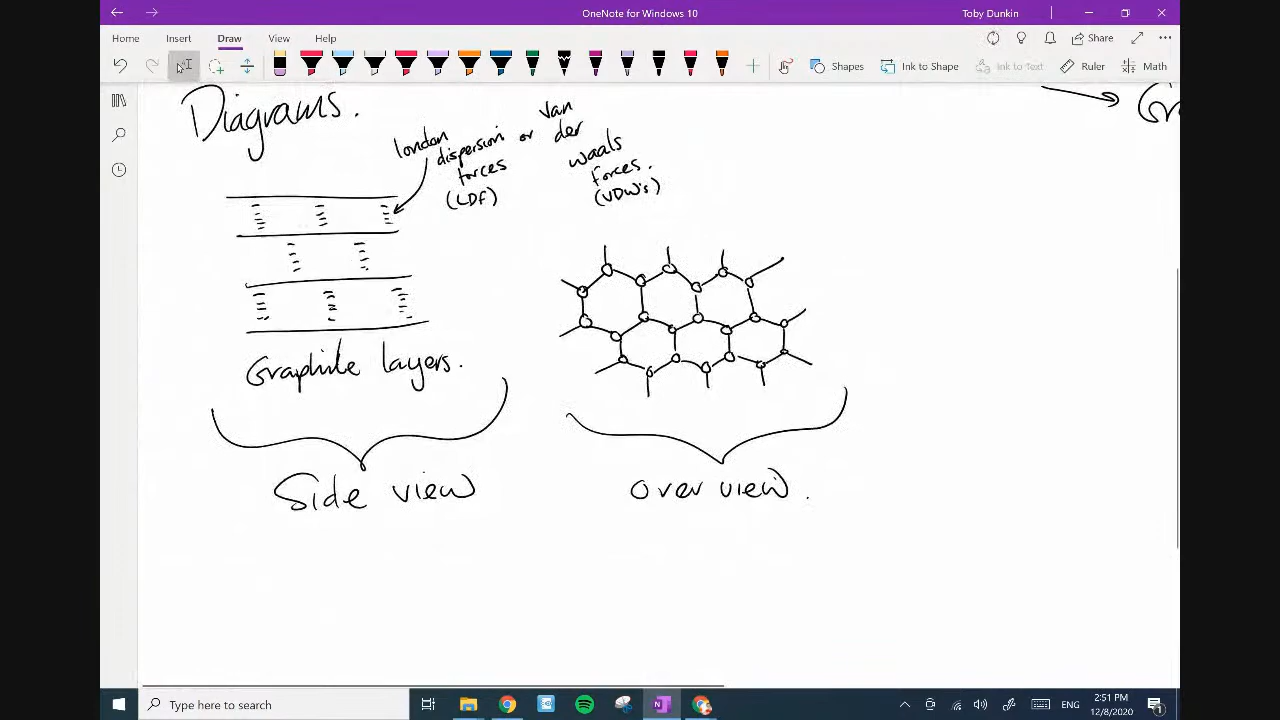 OneNote for Windows 10
Toby Dunkin
Home Insert Draw View Help
Share
Shapes Ink to Shape Ink to Text Ruler Math
Diagrams.
london
dispersion
forces
(LDF)
or
van
der
waals
forces.
(VDW's)
Graphite layers.
Side view
Over view.
Type here to search
ENG
2:51 PM
12/8/2020